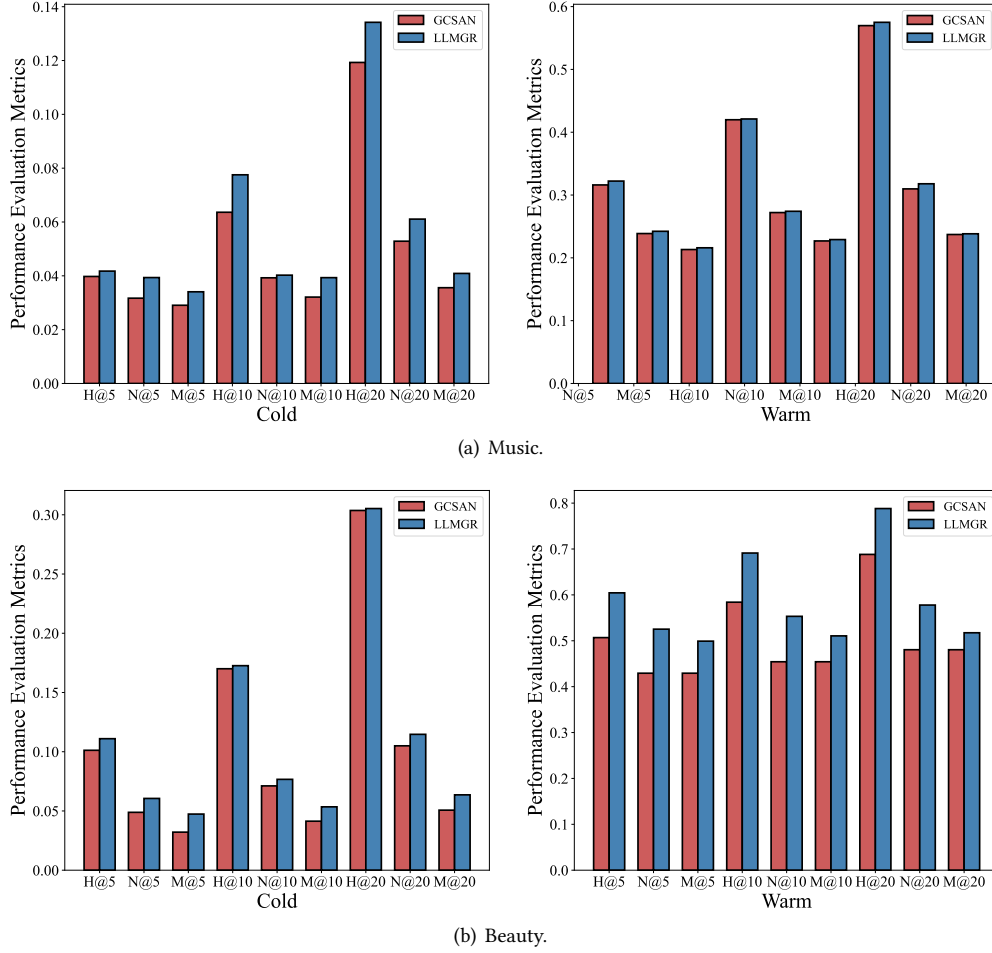 0.14
0.12
0.10
0.08
0.06
0.04
0.02
0.00
Performance Evaluation Metrics
GCSAN
LLMGR
H@5 N@5 M@5 H@10 N@10 M@10 H@20 N@20 M@20
Cold
0.6
0.5
0.4
0.3
0.2
0.1
0.0
Performance Evaluation Metrics
GCSAN
LLMGR
N@5 M@5 H@10 N@10 M@10 H@20 N@20 M@20
Warm
(a) Music.
0.30
0.25
0.20
0.15
0.10
0.05
0.00
Performance Evaluation Metrics
GCSAN
LLMGR
H@5 N@5 M@5 H@10 N@10 M@10 H@20 N@20 M@20
Cold
0.8
0.7
0.6
0.5
0.4
0.3
0.2
0.1
0.0
Performance Evaluation Metrics
GCSAN
LLMGR
H@5 N@5 M@5 H@10 N@10 M@10 H@20 N@20 M@20
Warm
(b) Beauty.